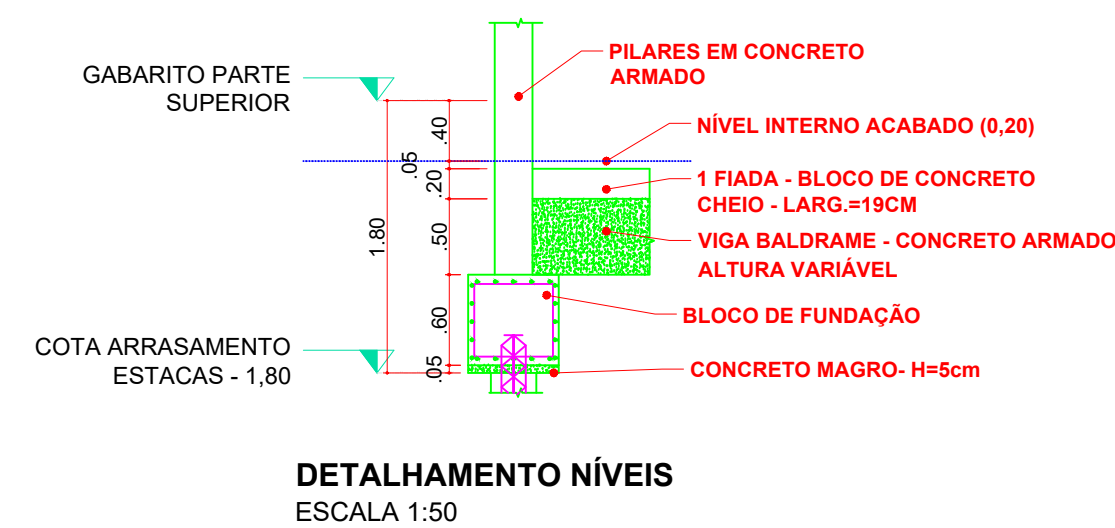 GABARITO PARTE
SUPERIOR
PILARES EM CONCRETO
ARMADO
NÍVEL INTERNO ACABADO (0,20)
1 FIADA - BLOCO DE CONCRETO
CHEIO - LARG.=19CM
VIGA BALDRAME - CONCRETO ARMADO
ALTURA VARIÁVEL
BLOCO DE FUNDAÇÃO
CONCRETO MAGRO- H=5cm
COTA ARRASAMENTO
ESTACAS - 1,80
1.80
.40
.05
.20
.50
.60
.05
DETALHAMENTO NÍVEIS
ESCALA 1:50